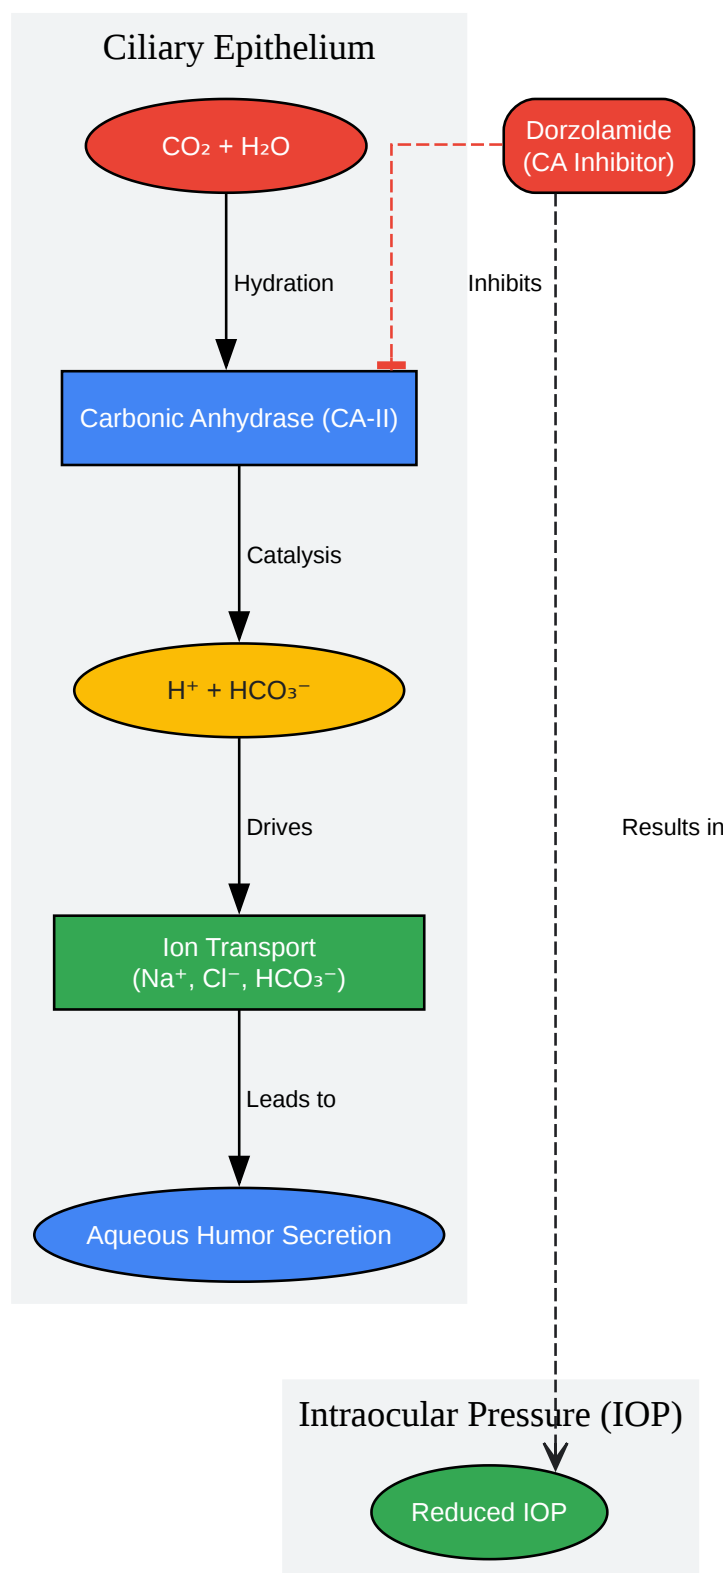 Ciliary Epithelium
CO₂ + H₂O
Dorzolamide
(CA Inhibitor)
Hydration
Inhibits
Carbonic Anhydrase (CA-II)
Catalysis
H⁺ + HCO₃⁻
Drives
Results in
Ion Transport
(Na⁺, Cl⁻, HCO₃⁻)
Leads to
Aqueous Humor Secretion
Intraocular Pressure (IOP)
Reduced IOP